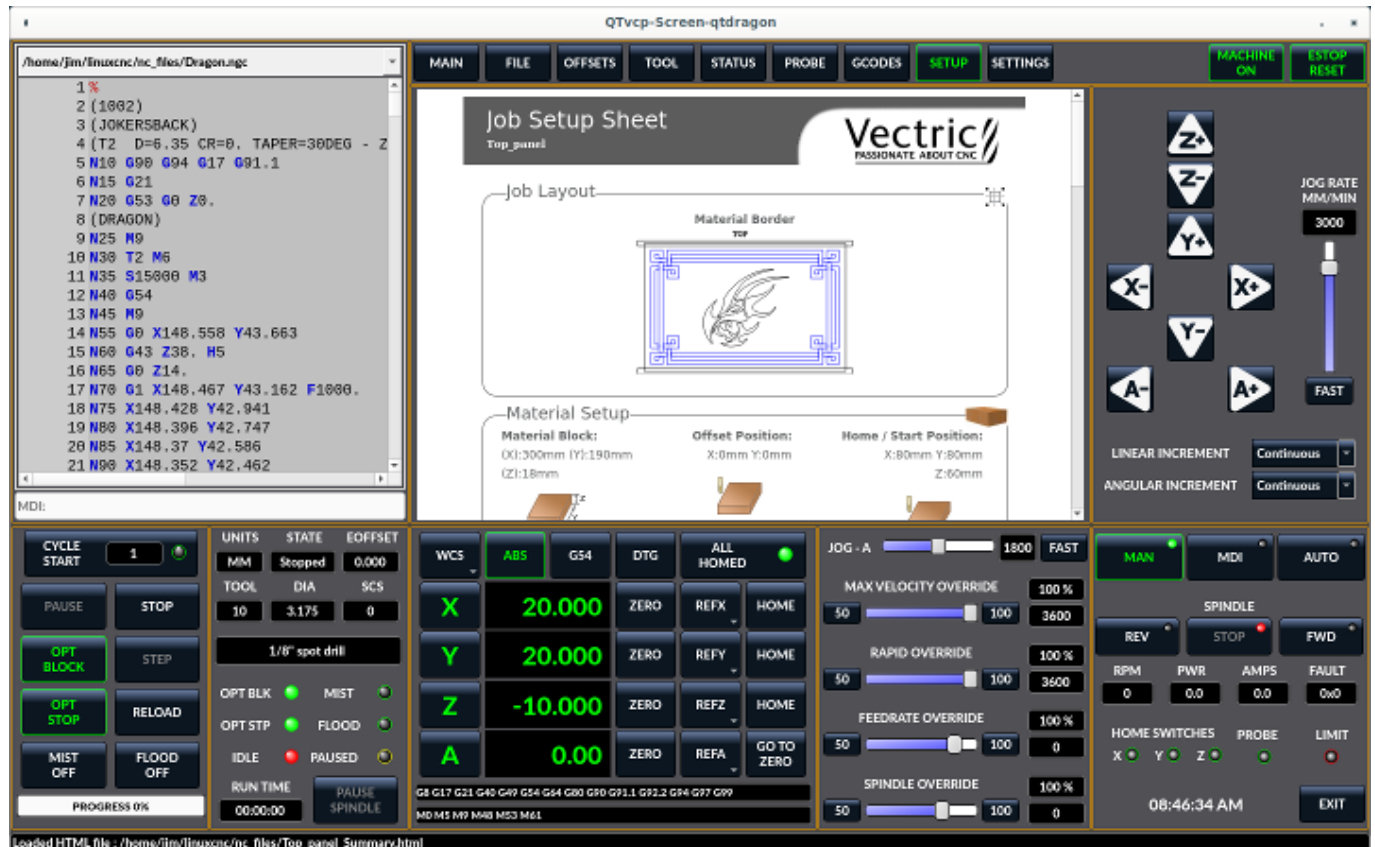 QTvcp-Screen-qtdragon
/home/jim/linuxcnc/nc_files/Dragon.ngc
1 %
2 (1002)
3 (JOKERSBACK)
4 (T2 D=6.35 CR=0. TAPER=30DEG - Z
5 N10 G90 G94 G17 G91.1
6 N15 G21
7 N20 G53 G0 Z0.
8 (DRAGON)
9 N25 M9
10 N30 T2 M6
11 N35 S15000 M3
12 N40 G54
13 N45 M9
14 N55 G0 X148.558 Y43.663
15 N60 G43 Z38. H5
16 N65 G0 Z14.
17 N70 G1 X148.467 Y43.162 F1000.
18 N75 X148.428 Y42.941
19 N80 X148.396 Y42.747
20 N85 X148.37 Y42.586
21 N90 X148.352 Y42.462
MDI:
MAIN FILE OFFSETS TOOL STATUS PROBE GCODES SETUP SETTINGS
MACHINE ON
ESTOP RESET
Job Setup Sheet
Top_panel
Vectric
PASSIONATE ABOUT CNC
Job Layout
Material Border
TOP
Material Setup
Material Block: Offset Position: Home / Start Position:
(X):300mm (Y):190mm X:0mm Y:0mm X:80mm Y:80mm
(Z):18mm Z:60mm
Z+
Z-
Y+
X- X+
Y-
A- A+
JOG RATE
MM/MIN
3000
FAST
LINEAR INCREMENT Continuous
ANGULAR INCREMENT Continuous
CYCLE START 1
PAUSE STOP
OPT BLOCK STEP
OPT STOP RELOAD
MIST OFF FLOOD OFF
PROGRESS 0%
UNITS STATE EOFFSET
MM Stopped 0.000
TOOL DIA SCS
10 3.175 0
1/8" spot drill
OPT BLK MIST
OPT STP FLOOD
IDLE PAUSED
RUN TIME
00:00:00
PAUSE SPINDLE
WCS ABS G54 DTG ALL HOMED
X 20.000 ZERO REFX HOME
Y 20.000 ZERO REFY HOME
Z -10.000 ZERO REFZ HOME
A 0.00 ZERO REFA GO TO ZERO
G8 G17 G21 G40 G49 G54 G64 G80 G90 G91.1 G92.2 G94 G97 G99
M0 M5 M9 M48 M53 M61
JOG - A 1800 FAST
MAX VELOCITY OVERRIDE 100 %
50 100 3600
RAPID OVERRIDE 100 %
50 100 3600
FEEDRATE OVERRIDE 100 %
50 100 0
SPINDLE OVERRIDE 100 %
50 100 0
MAN MDI AUTO
SPINDLE
REV STOP FWD
RPM PWR AMPS FAULT
0 0.0 0.0 0x0
HOME SWITCHES PROBE LIMIT
X Y Z
08:46:34 AM
EXIT
Loaded HTML file : /home/jim/linuxcnc/nc_files/Top_panel_Summary.html